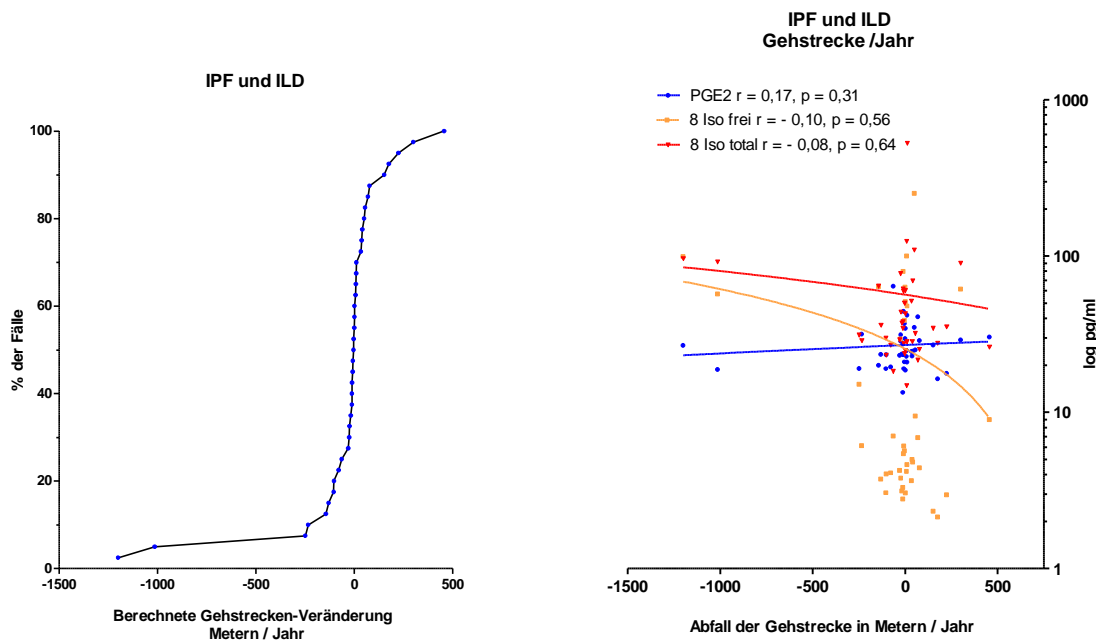 IPF und ILD
100
80
60
40
20
0
% der Fälle
-1500 -1000 -500 0 500
Berechnete Gehstrecken-Veränderung
Metern / Jahr
IPF und ILD
Gehstrecke /Jahr
PGE2 r = 0,17, p = 0,31
8 Iso frei r = - 0,10, p = 0,56
8 Iso total r = - 0,08, p = 0,64
1000
100
10
1
log pg/ml
-1500 -1000 -500 0 500
Abfall der Gehstrecke in Metern / Jahr